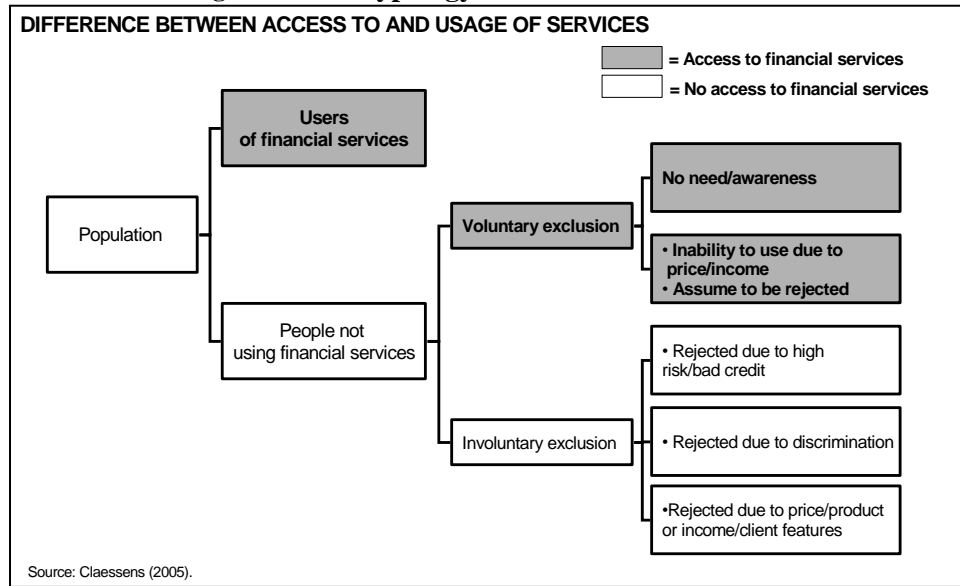 DIFFERENCE BETWEEN ACCESS TO AND USAGE OF SERVICES
= Access to financial services
= No access to financial services
Users
of financial services
No need/awareness
Population
Voluntary exclusion
• Inability to use due to
price/income
• Assume to be rejected
People not
using financial services
• Rejected due to high
risk/bad credit
Involuntary exclusion
• Rejected due to discrimination
•Rejected due to price/product
or income/client features
Source: Claessens (2005).